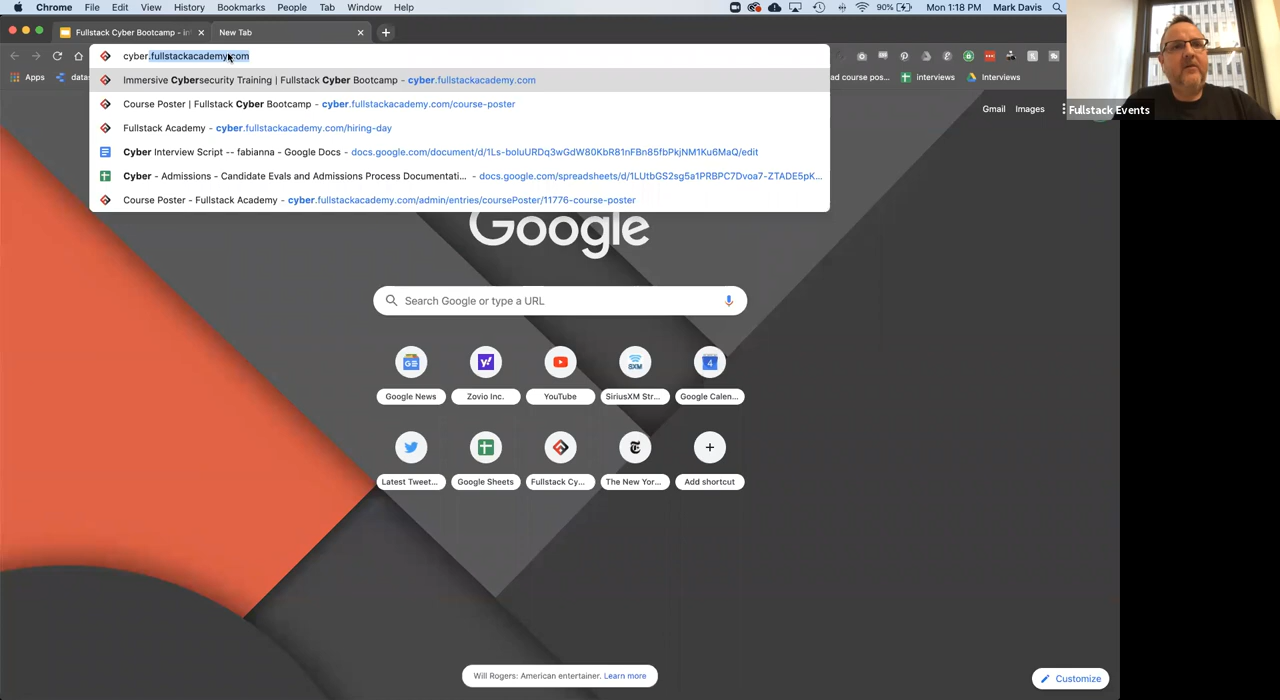 Chrome File Edit View History Bookmarks People Tab Window Help
90% Mon 1:18 PM Mark Davis
Fullstack Cyber Bootcamp - in
New Tab
cyber.fullstackacademy.com
Apps
ad course pos...
interviews
Interviews
Immersive Cybersecurity Training | Fullstack Cyber Bootcamp - cyber.fullstackacademy.com
Course Poster | Fullstack Cyber Bootcamp - cyber.fullstackacademy.com/course-poster
Fullstack Academy - cyber.fullstackacademy.com/hiring-day
Cyber Interview Script -- fabianna - Google Docs - docs.google.com/document/d/1Ls-boluURDq3wGdW80KbR81nFBn85fbPkjNM1Ku6MaQ/edit
Cyber - Admissions - Candidate Evals and Admissions Process Documentati... - docs.google.com/spreadsheets/d/1LUtbGS2sg5a1PRBPC7Dvoa7-ZTADE5pK...
Course Poster - Fullstack Academy - cyber.fullstackacademy.com/admin/entries/coursePoster/11776-course-poster
Gmail Images
Fullstack Events
Google
Search Google or type a URL
Google News
Zovio Inc.
YouTube
SiriusXM Str...
Google Calen...
Latest Tweet...
Google Sheets
Fullstack Cy...
The New Yor...
Add shortcut
Will Rogers: American entertainer. Learn more
Customize